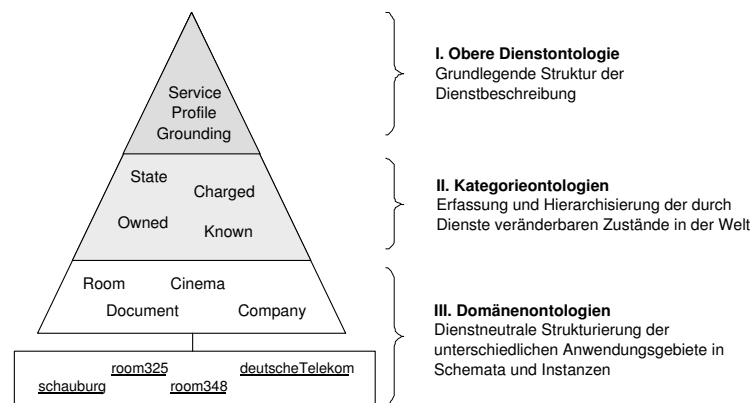 Service
Profile
Grounding
I. Obere Dienstontologie
Grundlegende Struktur der
Dienstbeschreibung
State
Charged
Owned
Known
II. Kategorieontologien
Erfassung und Hierarchisierung der durch
Dienste veränderbaren Zustände in der Welt
Room Cinema
Document Company
III. Domänenontologien
Dienstneutrale Strukturierung der
unterschiedlichen Anwendungsgebiete in
Schemata und Instanzen
room325 deutscheTelekom
schauburg room348